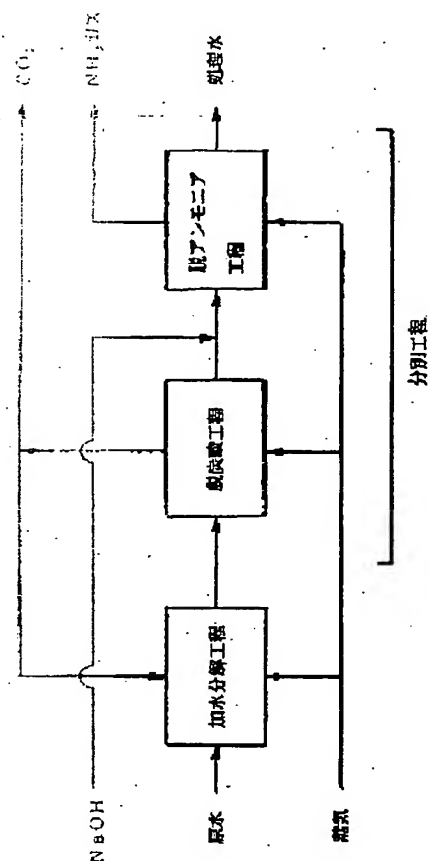 CO₂
NH₃ガス
処理水
脱アンモニア
工程
脱炭酸工程
加水分解工程
分別工程
NaOH
原水
蒸気